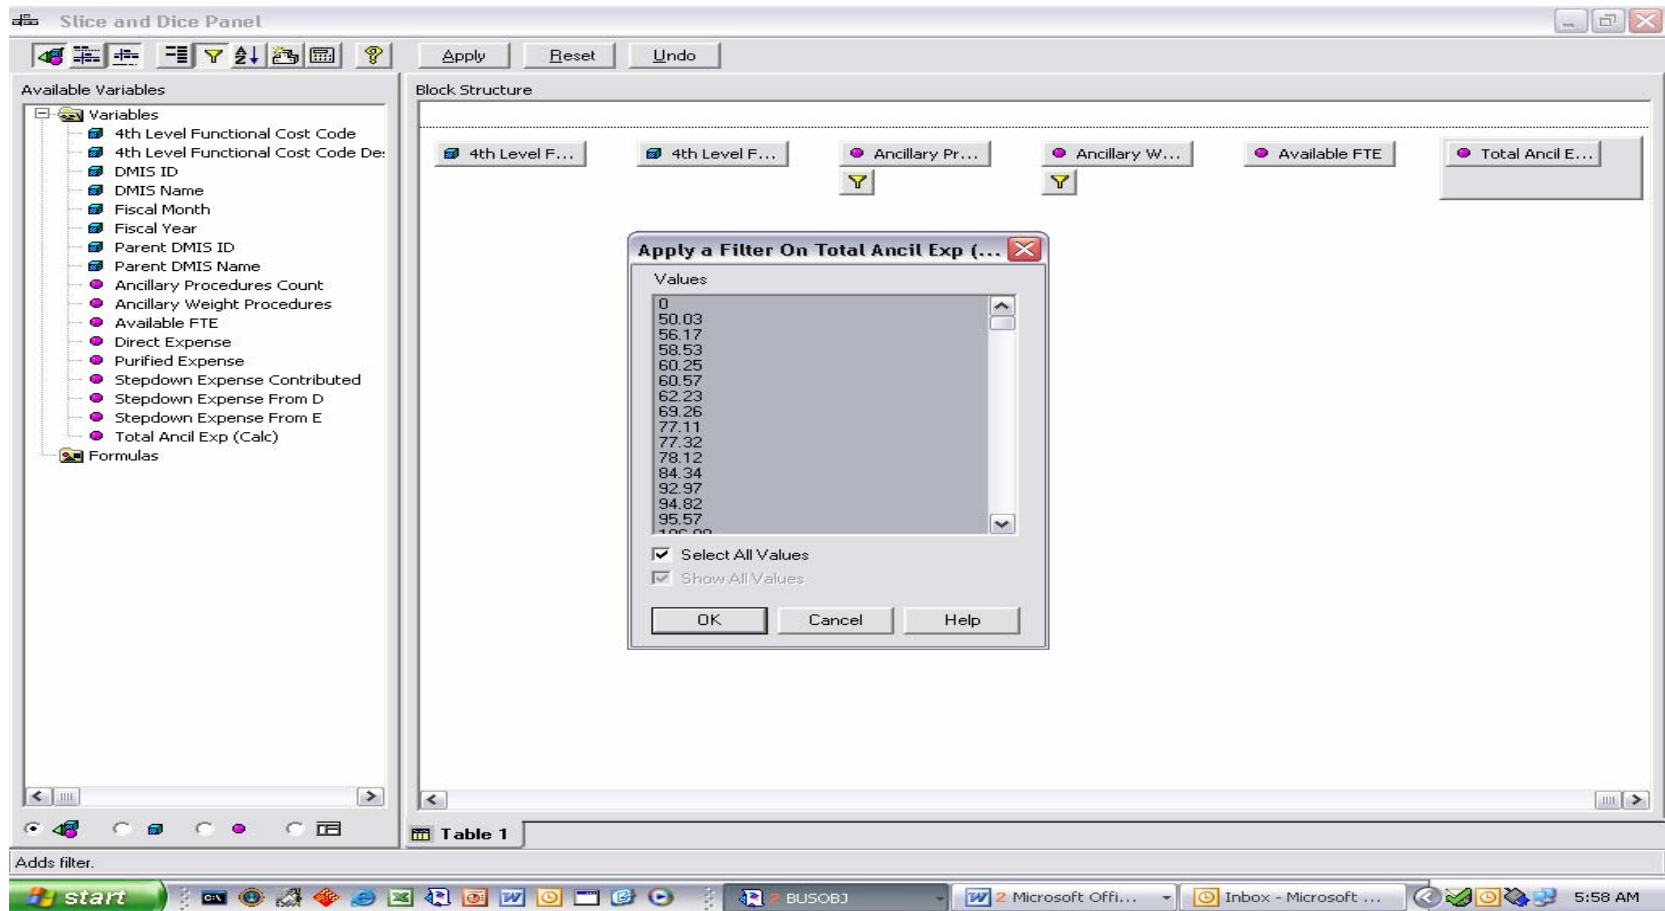 Slice and Dice Panel
Apply
Reset
Undo
Available Variables
Variables
4th Level Functional Cost Code
4th Level Functional Cost Code De:
DMIS ID
DMIS Name
Fiscal Month
Fiscal Year
Parent DMIS ID
Parent DMIS Name
Ancillary Procedures Count
Ancillary Weight Procedures
Available FTE
Direct Expense
Purified Expense
Stepdown Expense Contributed
Stepdown Expense From D
Stepdown Expense From E
Total Ancil Exp (Calc)
Formulas
Block Structure
4th Level F...
4th Level F...
Ancillary Pr...
Ancillary W...
Available FTE
Total Ancil E...
Apply a Filter On Total Ancil Exp (...
Values
0
50.03
56.17
58.53
60.25
60.57
62.23
69.26
77.11
77.32
78.12
84.34
92.97
94.82
95.57
Select All Values
Show All Values
OK
Cancel
Help
Table 1
Adds filter.
start
2 BUSOBJ
2 Microsoft Offi...
Inbox - Microsoft ...
5:58 AM